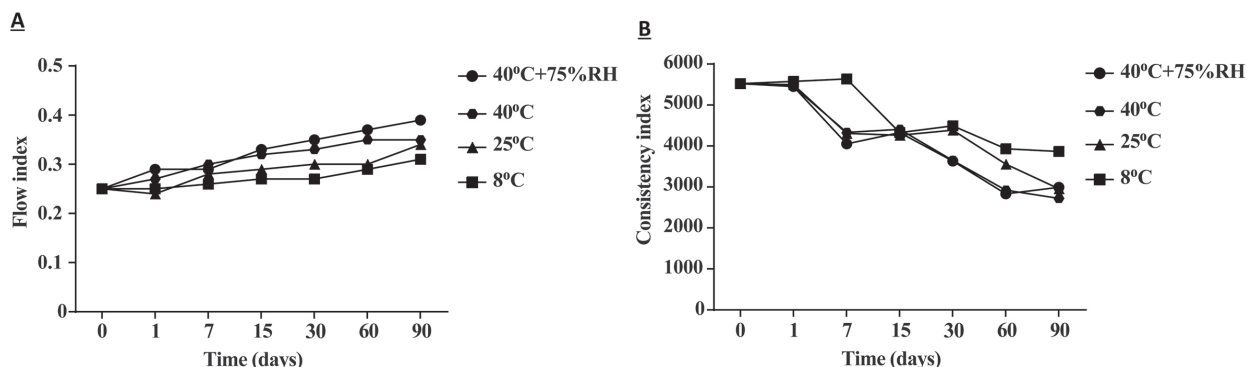 A
Flow index
0.5
0.4
0.3
0.2
0.1
0
0 1 7 15 30 60 90
Time (days)
40ºC+75%RH
40ºC
25ºC
8ºC
B
Consistency index
6000
5000
4000
3000
2000
1000
0
0 1 7 15 30 60 90
Time (days)
40ºC+75%RH
40ºC
25ºC
8ºC